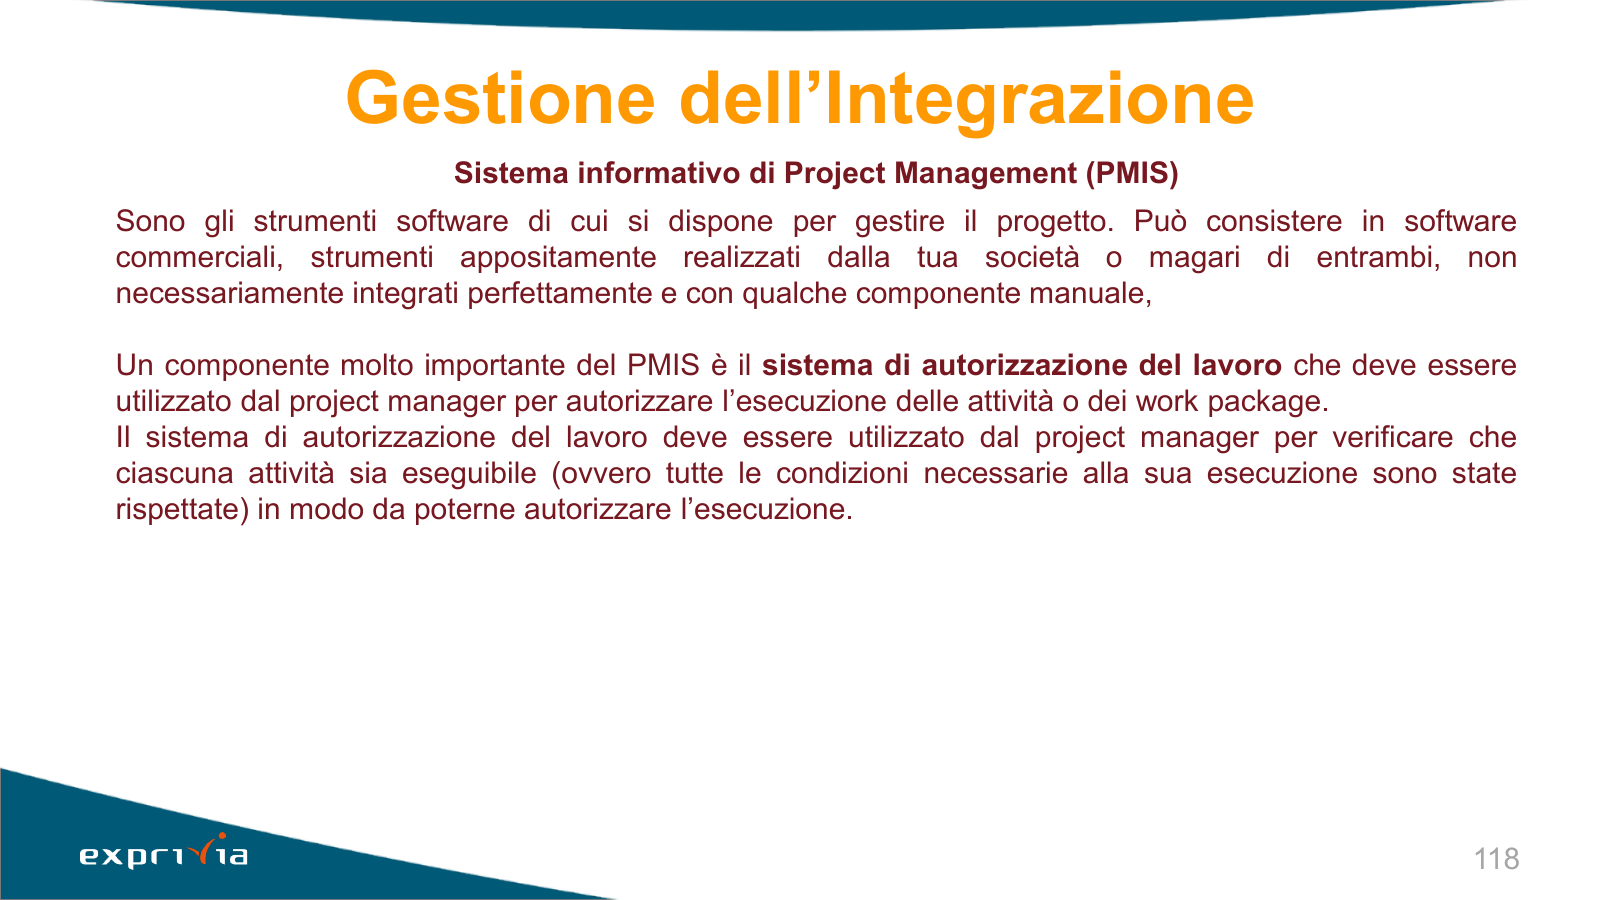 Gestione dell’Integrazione
Sistema informativo di Project Management (PMIS)
Sono gli strumenti software di cui si dispone per gestire il progetto. Può consistere in software
commerciali, strumenti appositamente realizzati dalla tua società o magari di entrambi, non
necessariamente integrati perfettamente e con qualche componente manuale,
Un componente molto importante del PMIS è il sistema di autorizzazione del lavoro che deve essere
utilizzato dal project manager per autorizzare l’esecuzione delle attività o dei work package.
Il sistema di autorizzazione del lavoro deve essere utilizzato dal project manager per verificare che
ciascuna attività sia eseguibile (ovvero tutte le condizioni necessarie alla sua esecuzione sono state
rispettate) in modo da poterne autorizzare l’esecuzione.
exprivia
118